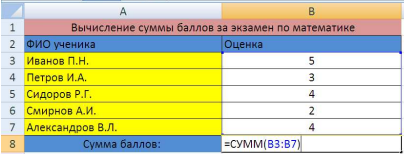 A B
1 Вычисление суммы баллов за экзамен по математике
2 ФИО ученика Оценка
3 Иванов П.Н. 5
4 Петров И.А. 3
5 Сидоров Р.Г. 4
6 Смирнов А.И. 2
7 Александров В.Л. 4
8 Сумма баллов: =СУММ(B3:B7)